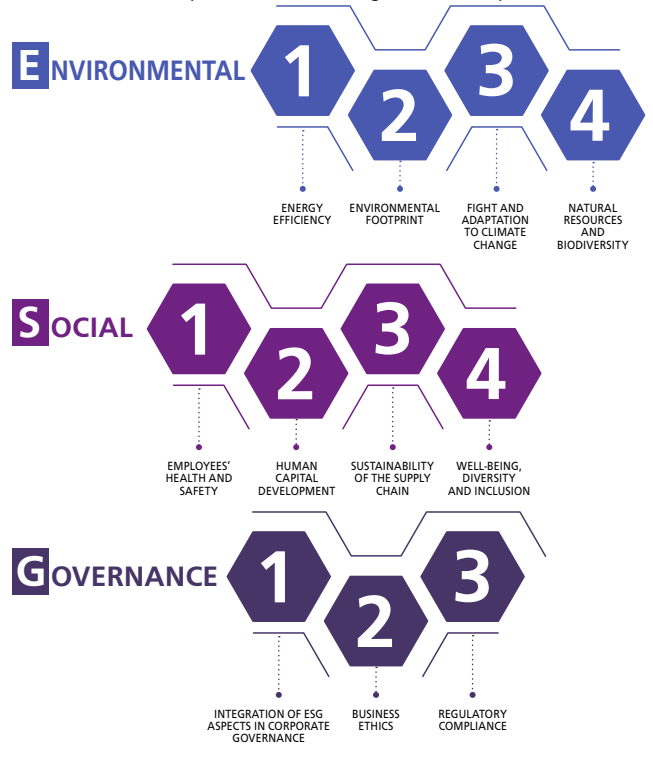 ENVIRONMENTAL
1
2
3
4
ENERGY
EFFICIENCY
ENVIRONMENTAL
FOOTPRINT
FIGHT AND
ADAPTATION
TO CLIMATE
CHANGE
NATURAL
RESOURCES
AND
BIODIVERSITY
SOCIAL
1
2
3
4
EMPLOYEES'
HEALTH AND
SAFETY
HUMAN
CAPITAL
DEVELOPMENT
SUSTAINABILITY
OF THE SUPPLY
CHAIN
WELL-BEING,
DIVERSITY
AND INCLUSION
GOVERNANCE
1
2
3
INTEGRATION OF ESG
ASPECTS IN CORPORATE
GOVERNANCE
BUSINESS
ETHICS
REGULATORY
COMPLIANCE